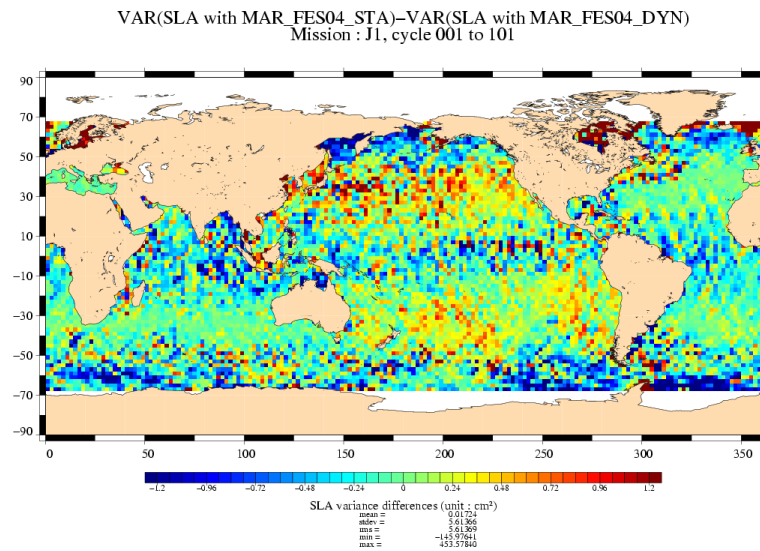 VAR(SLA with MAR_FES04_STA)–VAR(SLA with MAR_FES04_DYN)
Mission : J1, cycle 001 to 101
90
70
50
30
10
−10
−30
−50
−70
−90
0 50 100 150 200 250 300 350
−1.2 −0.96 −0.72 −0.48 −0.24 0 0.24 0.48 0.72 0.96 1.2
SLA variance differences (unit : cm²)
mean = 0.01724
stdev = 5.61366
rms = 5.61369
min = −145.97641
max = 453.57840